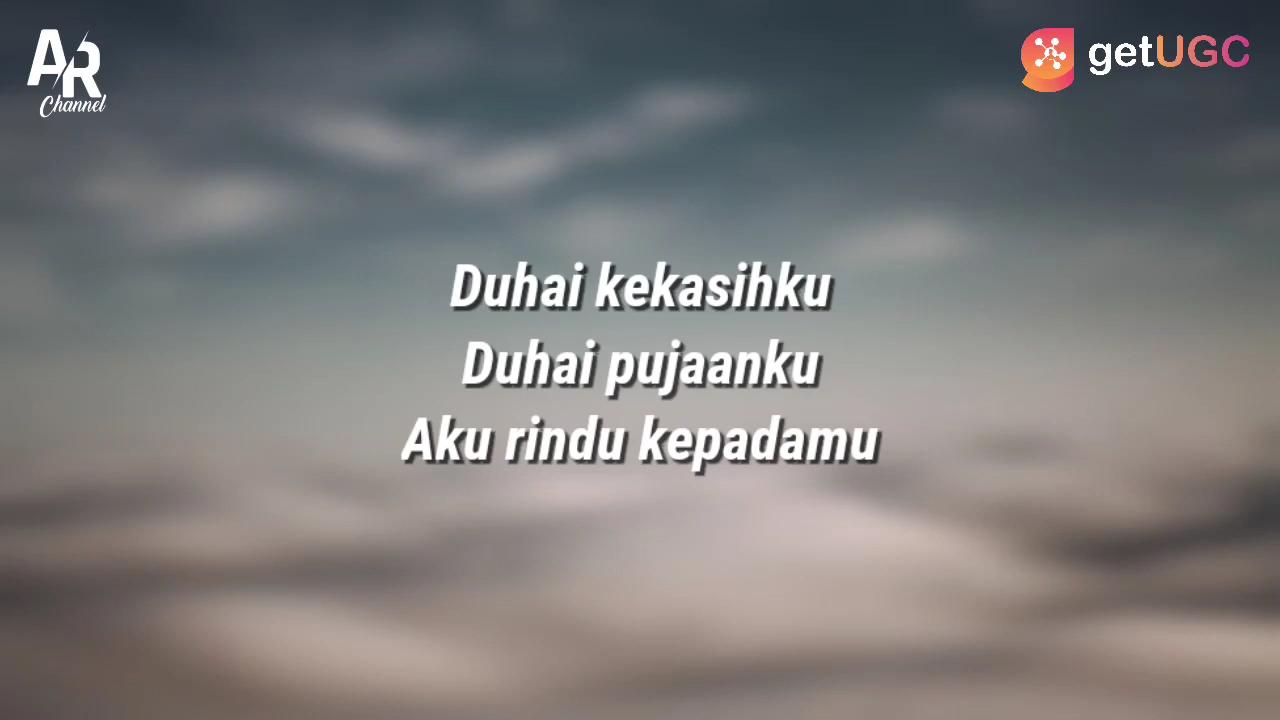 AR
Channel
getUGC
Duhai kekasihku
Duhai pujaanku
Aku rindu kepadamu